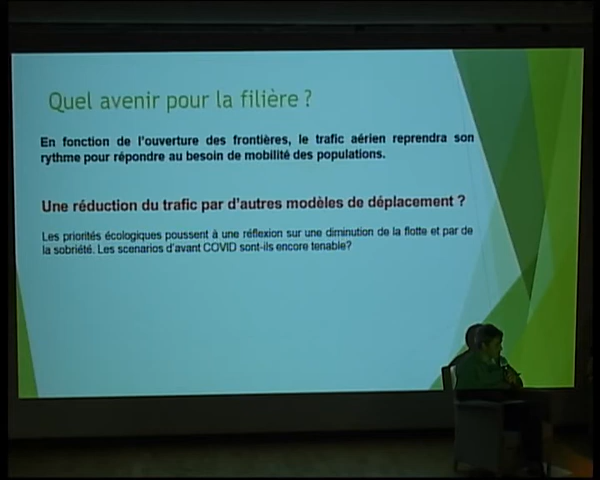 Quel avenir pour la filière ?
En fonction de l'ouverture des frontières, le trafic aérien reprendra son
rythme pour répondre au besoin de mobilité des populations.
Une réduction du trafic par d'autres modèles de déplacement ?
Les priorités écologiques poussent à une réflexion sur une diminution de la flotte et par de
la sobriété. Les scenarios d'avant COVID sont-ils encore tenable?